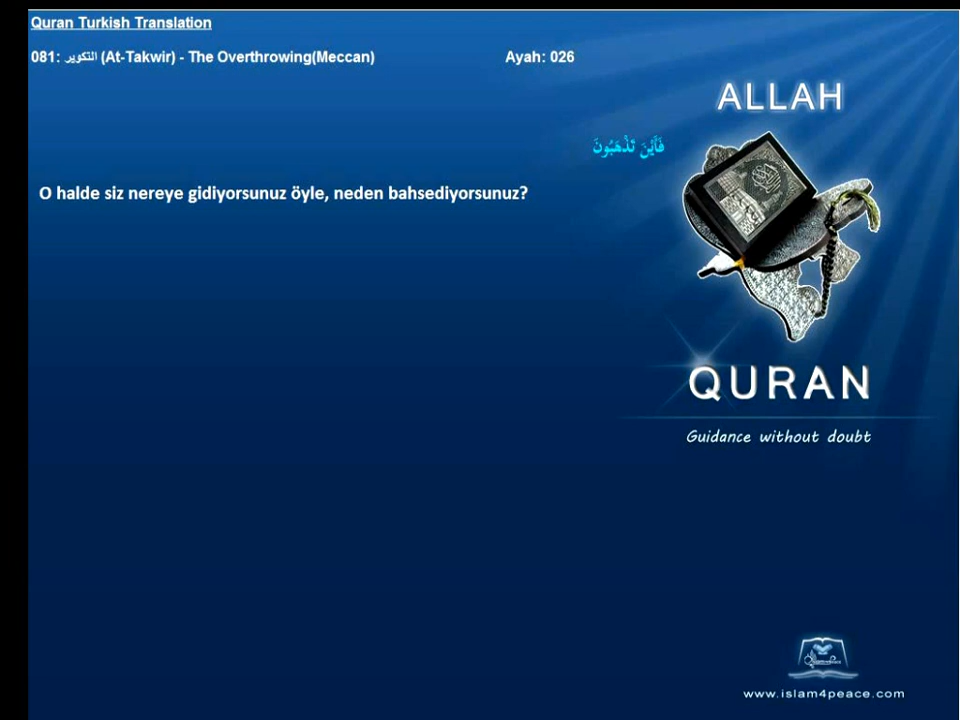 Quran Turkish Translation
081: التكوير (At-Takwir) - The Overthrowing(Meccan) Ayah: 026
ALLAH
فَأَيْنَ تَذْهَبُونَ
O halde siz nereye gidiyorsunuz öyle, neden bahsediyorsunuz?
QURAN
Guidance without doubt
www.islam4peace.com